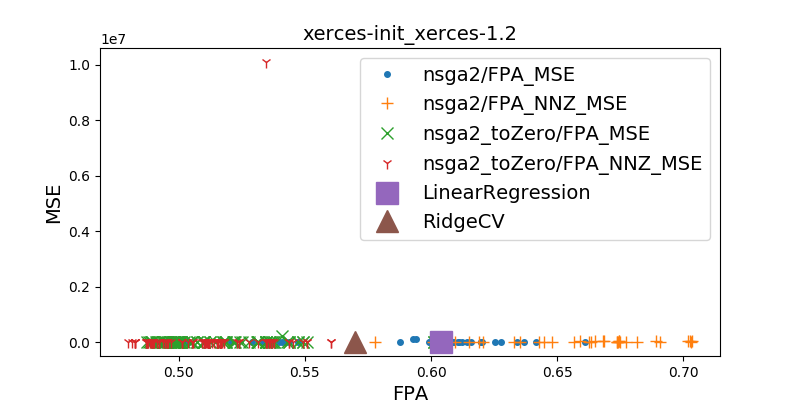 xerces-init_xerces-1.2
1e7
1.0
0.8
0.6
0.4
0.2
0.0
MSE
nsga2/FPA_MSE
nsga2/FPA_NNZ_MSE
nsga2_toZero/FPA_MSE
nsga2_toZero/FPA_NNZ_MSE
LinearRegression
RidgeCV
0.50 0.55 0.60 0.65 0.70
FPA